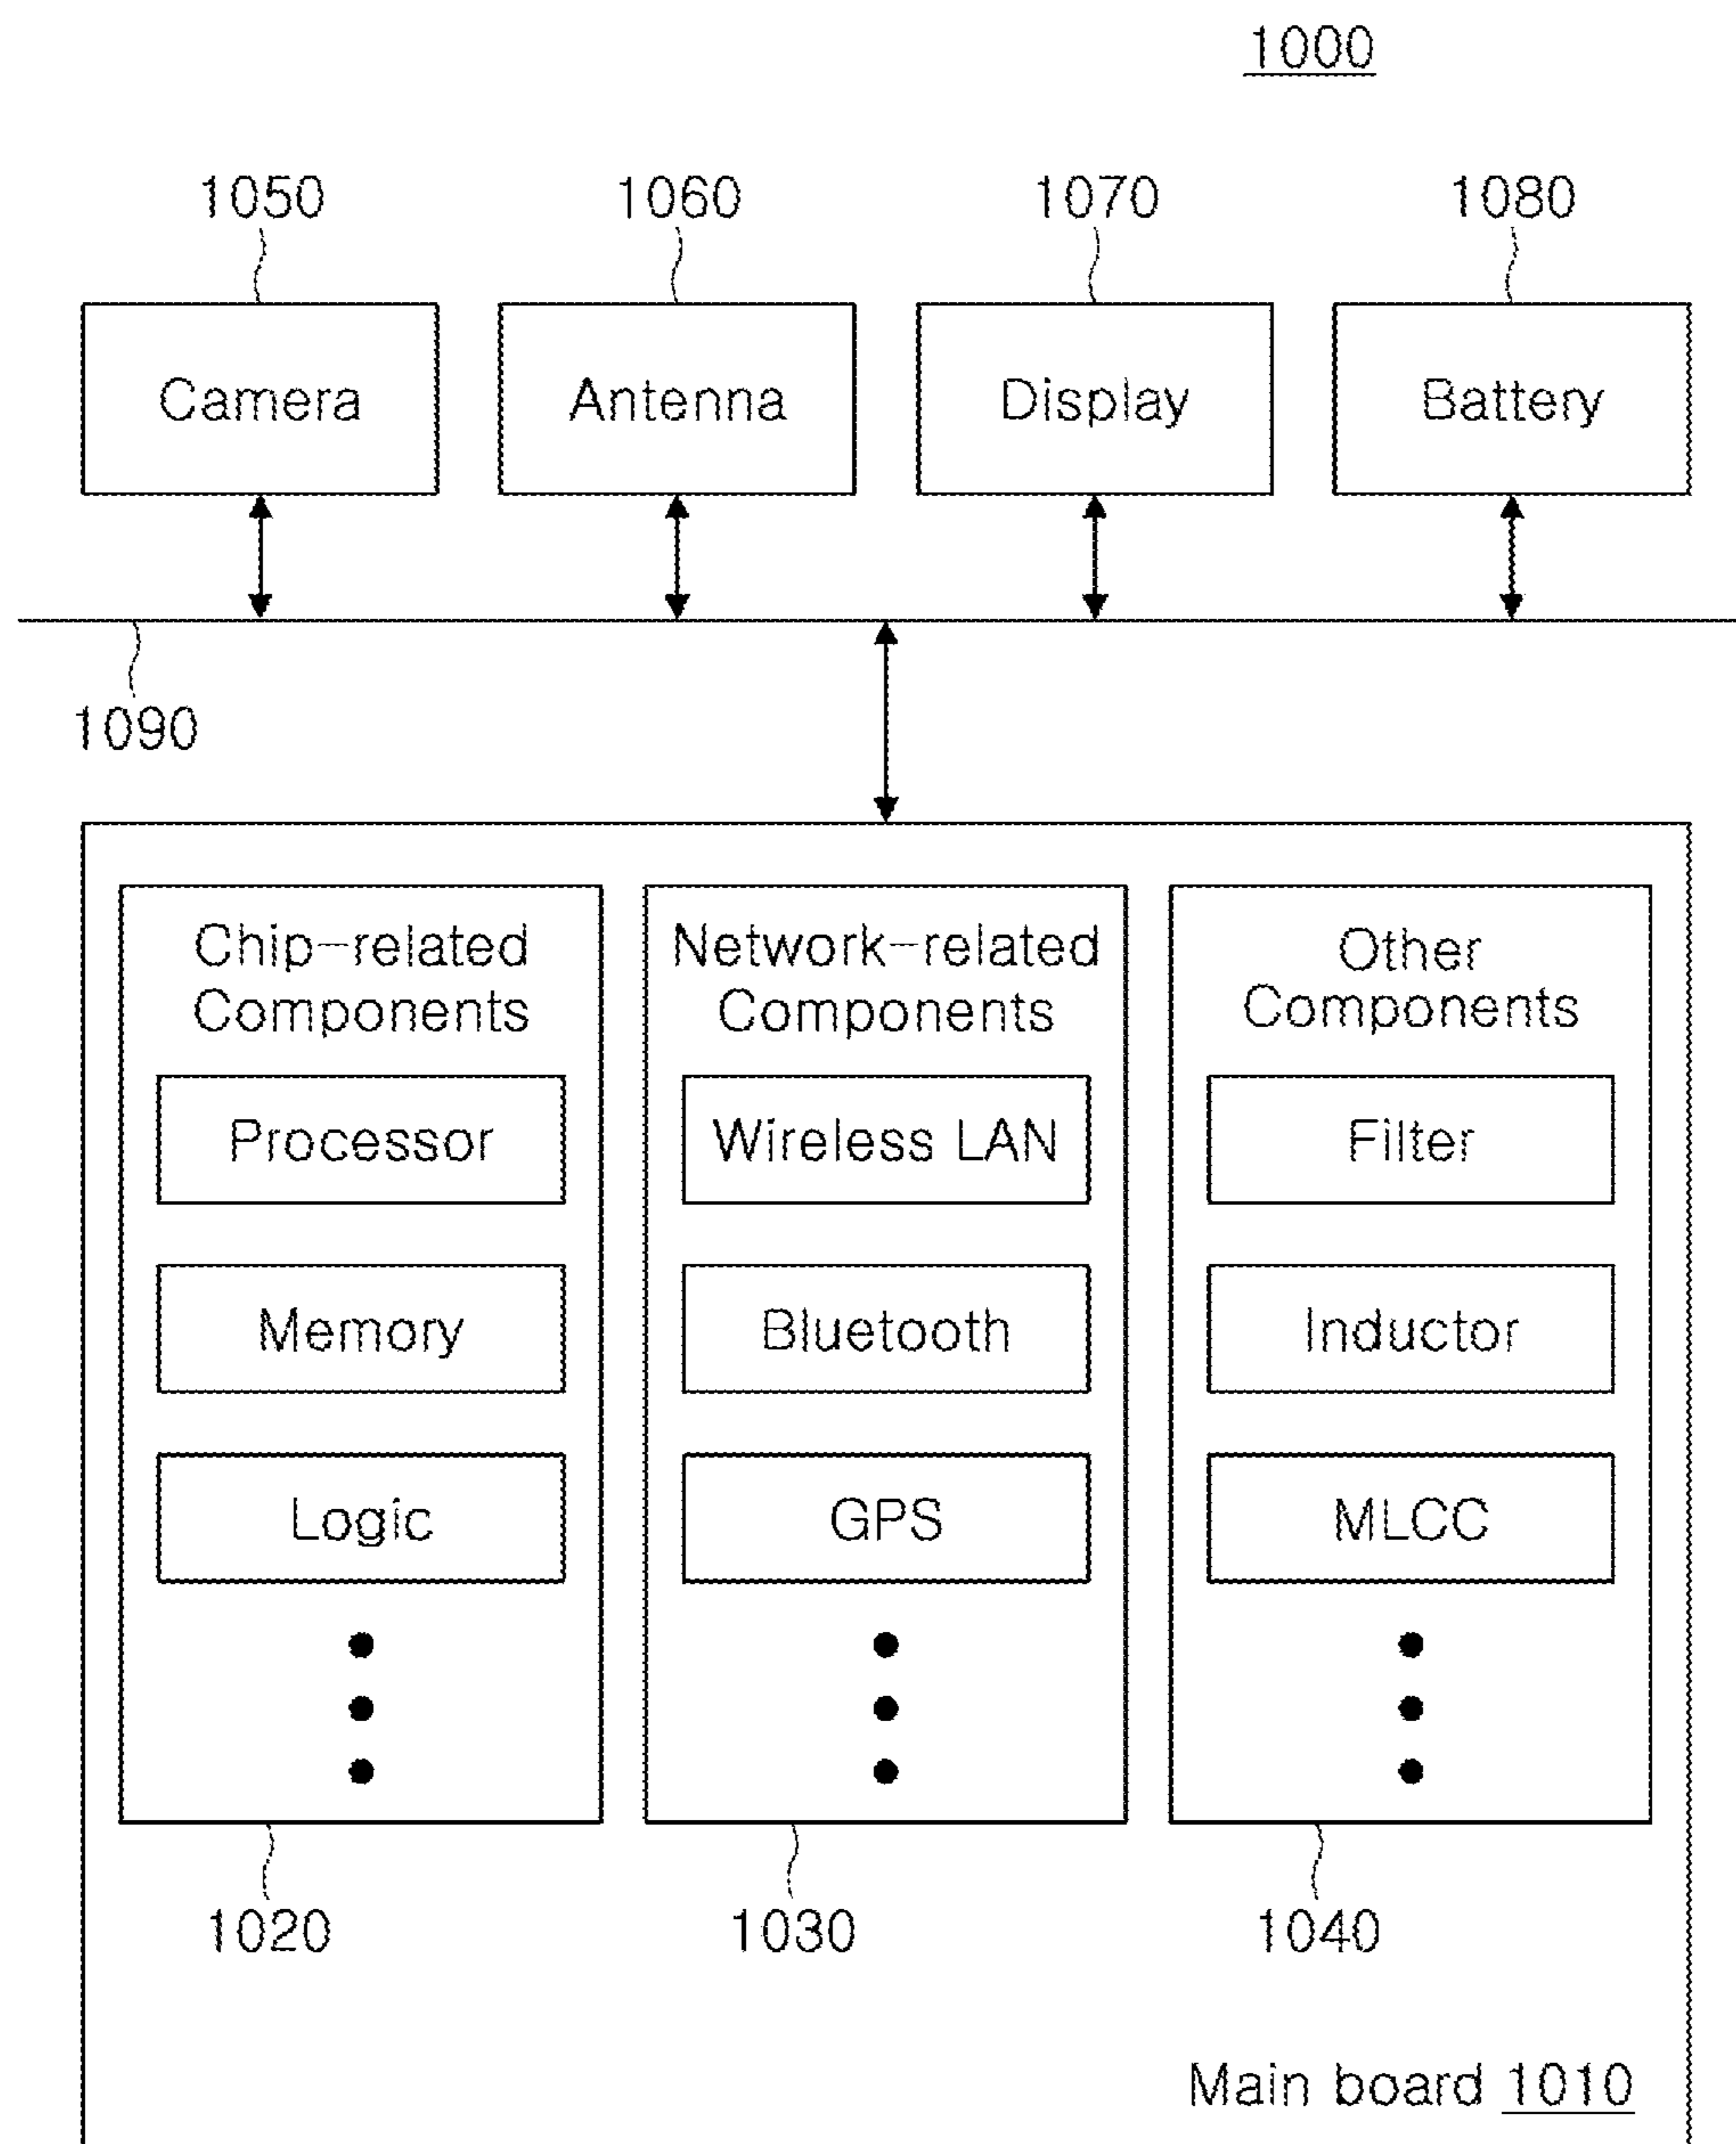 1000
1050 1060 1070 1080
Camera Antenna Display Battery
1090
Chip-related
Components
Processor
Memory
Logic
1020
Network-related
Components
Wireless LAN
Bluetooth
GPS
1030
Other
Components
Filter
Inductor
MLCC
1040
Main board 1010